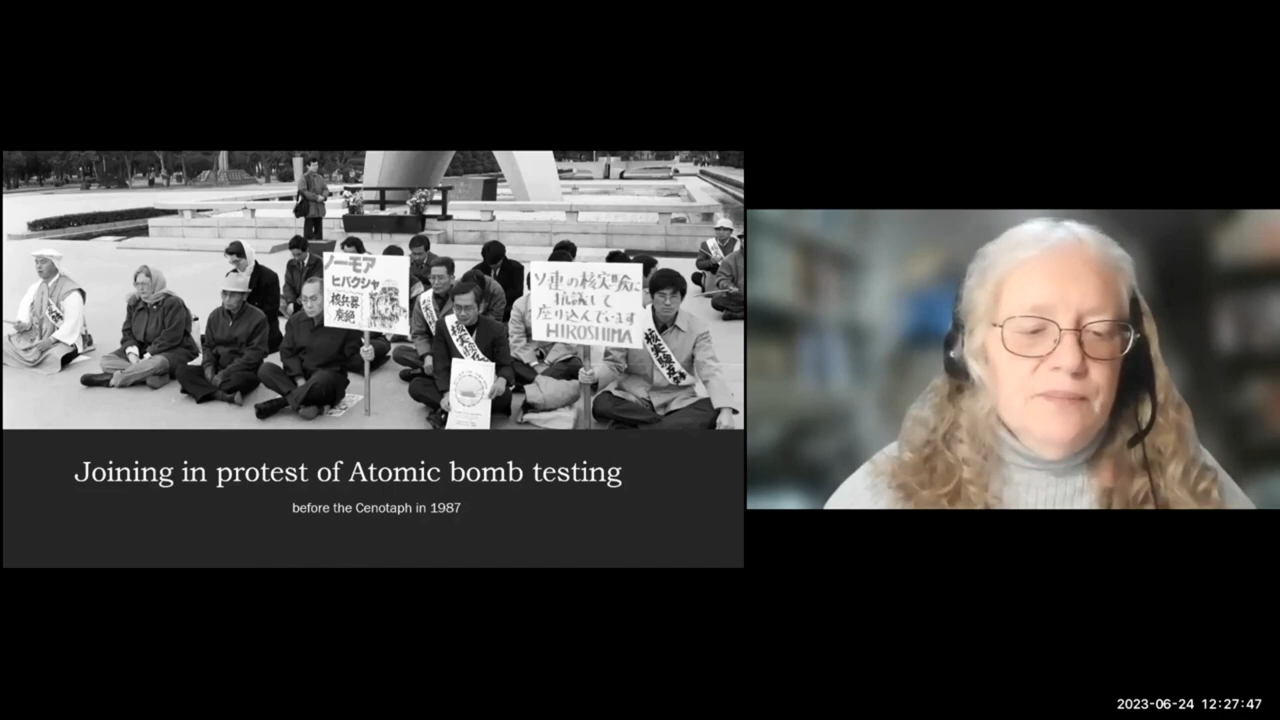 ノーモア
ヒバクシャ
核兵器
廃絶
ソ連の核実験に
抗議して
座り込んでいます
HIROSHIMA
Joining in protest of Atomic bomb testing
before the Cenotaph in 1987
2023-06-24 12:27:47